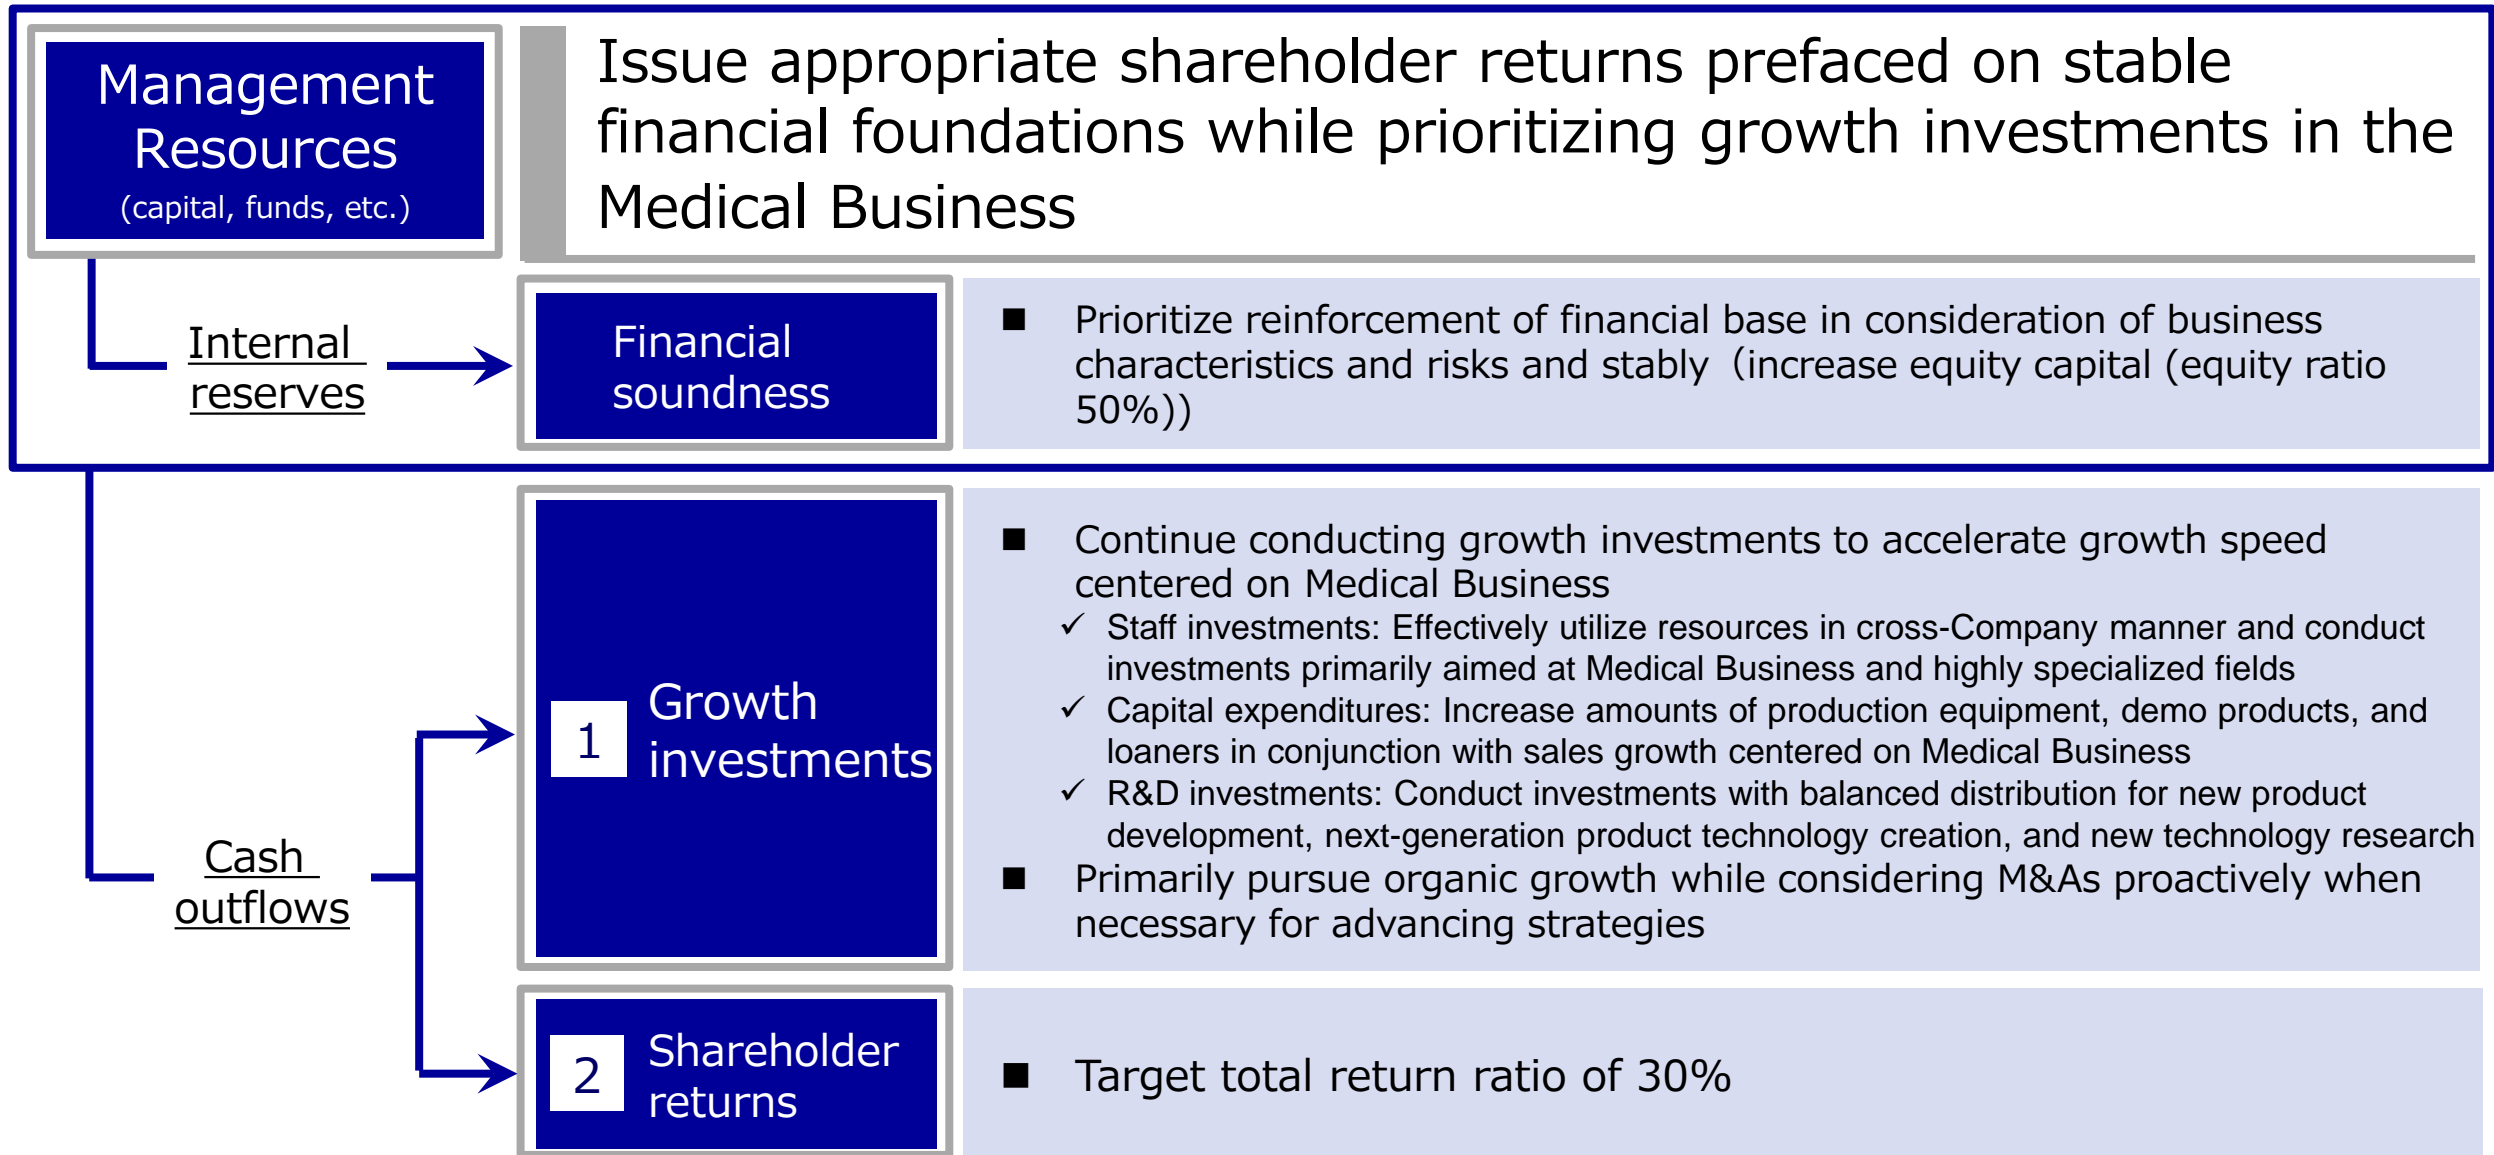 Management
Resources
(capital, funds, etc.)
Issue appropriate shareholder returns prefaced on stable
financial foundations while prioritizing growth investments in the
Medical Business
Internal
reserves
Financial
soundness
■ Prioritize reinforcement of financial base in consideration of business
characteristics and risks and stably（increase equity capital (equity ratio
50%))
Cash
outflows
1
Growth
investments
■ Continue conducting growth investments to accelerate growth speed
centered on Medical Business
✓ Staff investments: Effectively utilize resources in cross-Company manner and conduct
investments primarily aimed at Medical Business and highly specialized fields
✓ Capital expenditures: Increase amounts of production equipment, demo products, and
loaners in conjunction with sales growth centered on Medical Business
✓ R&D investments: Conduct investments with balanced distribution for new product
development, next-generation product technology creation, and new technology research
■ Primarily pursue organic growth while considering M&As proactively when
necessary for advancing strategies
2
Shareholder
returns
■ Target total return ratio of 30%